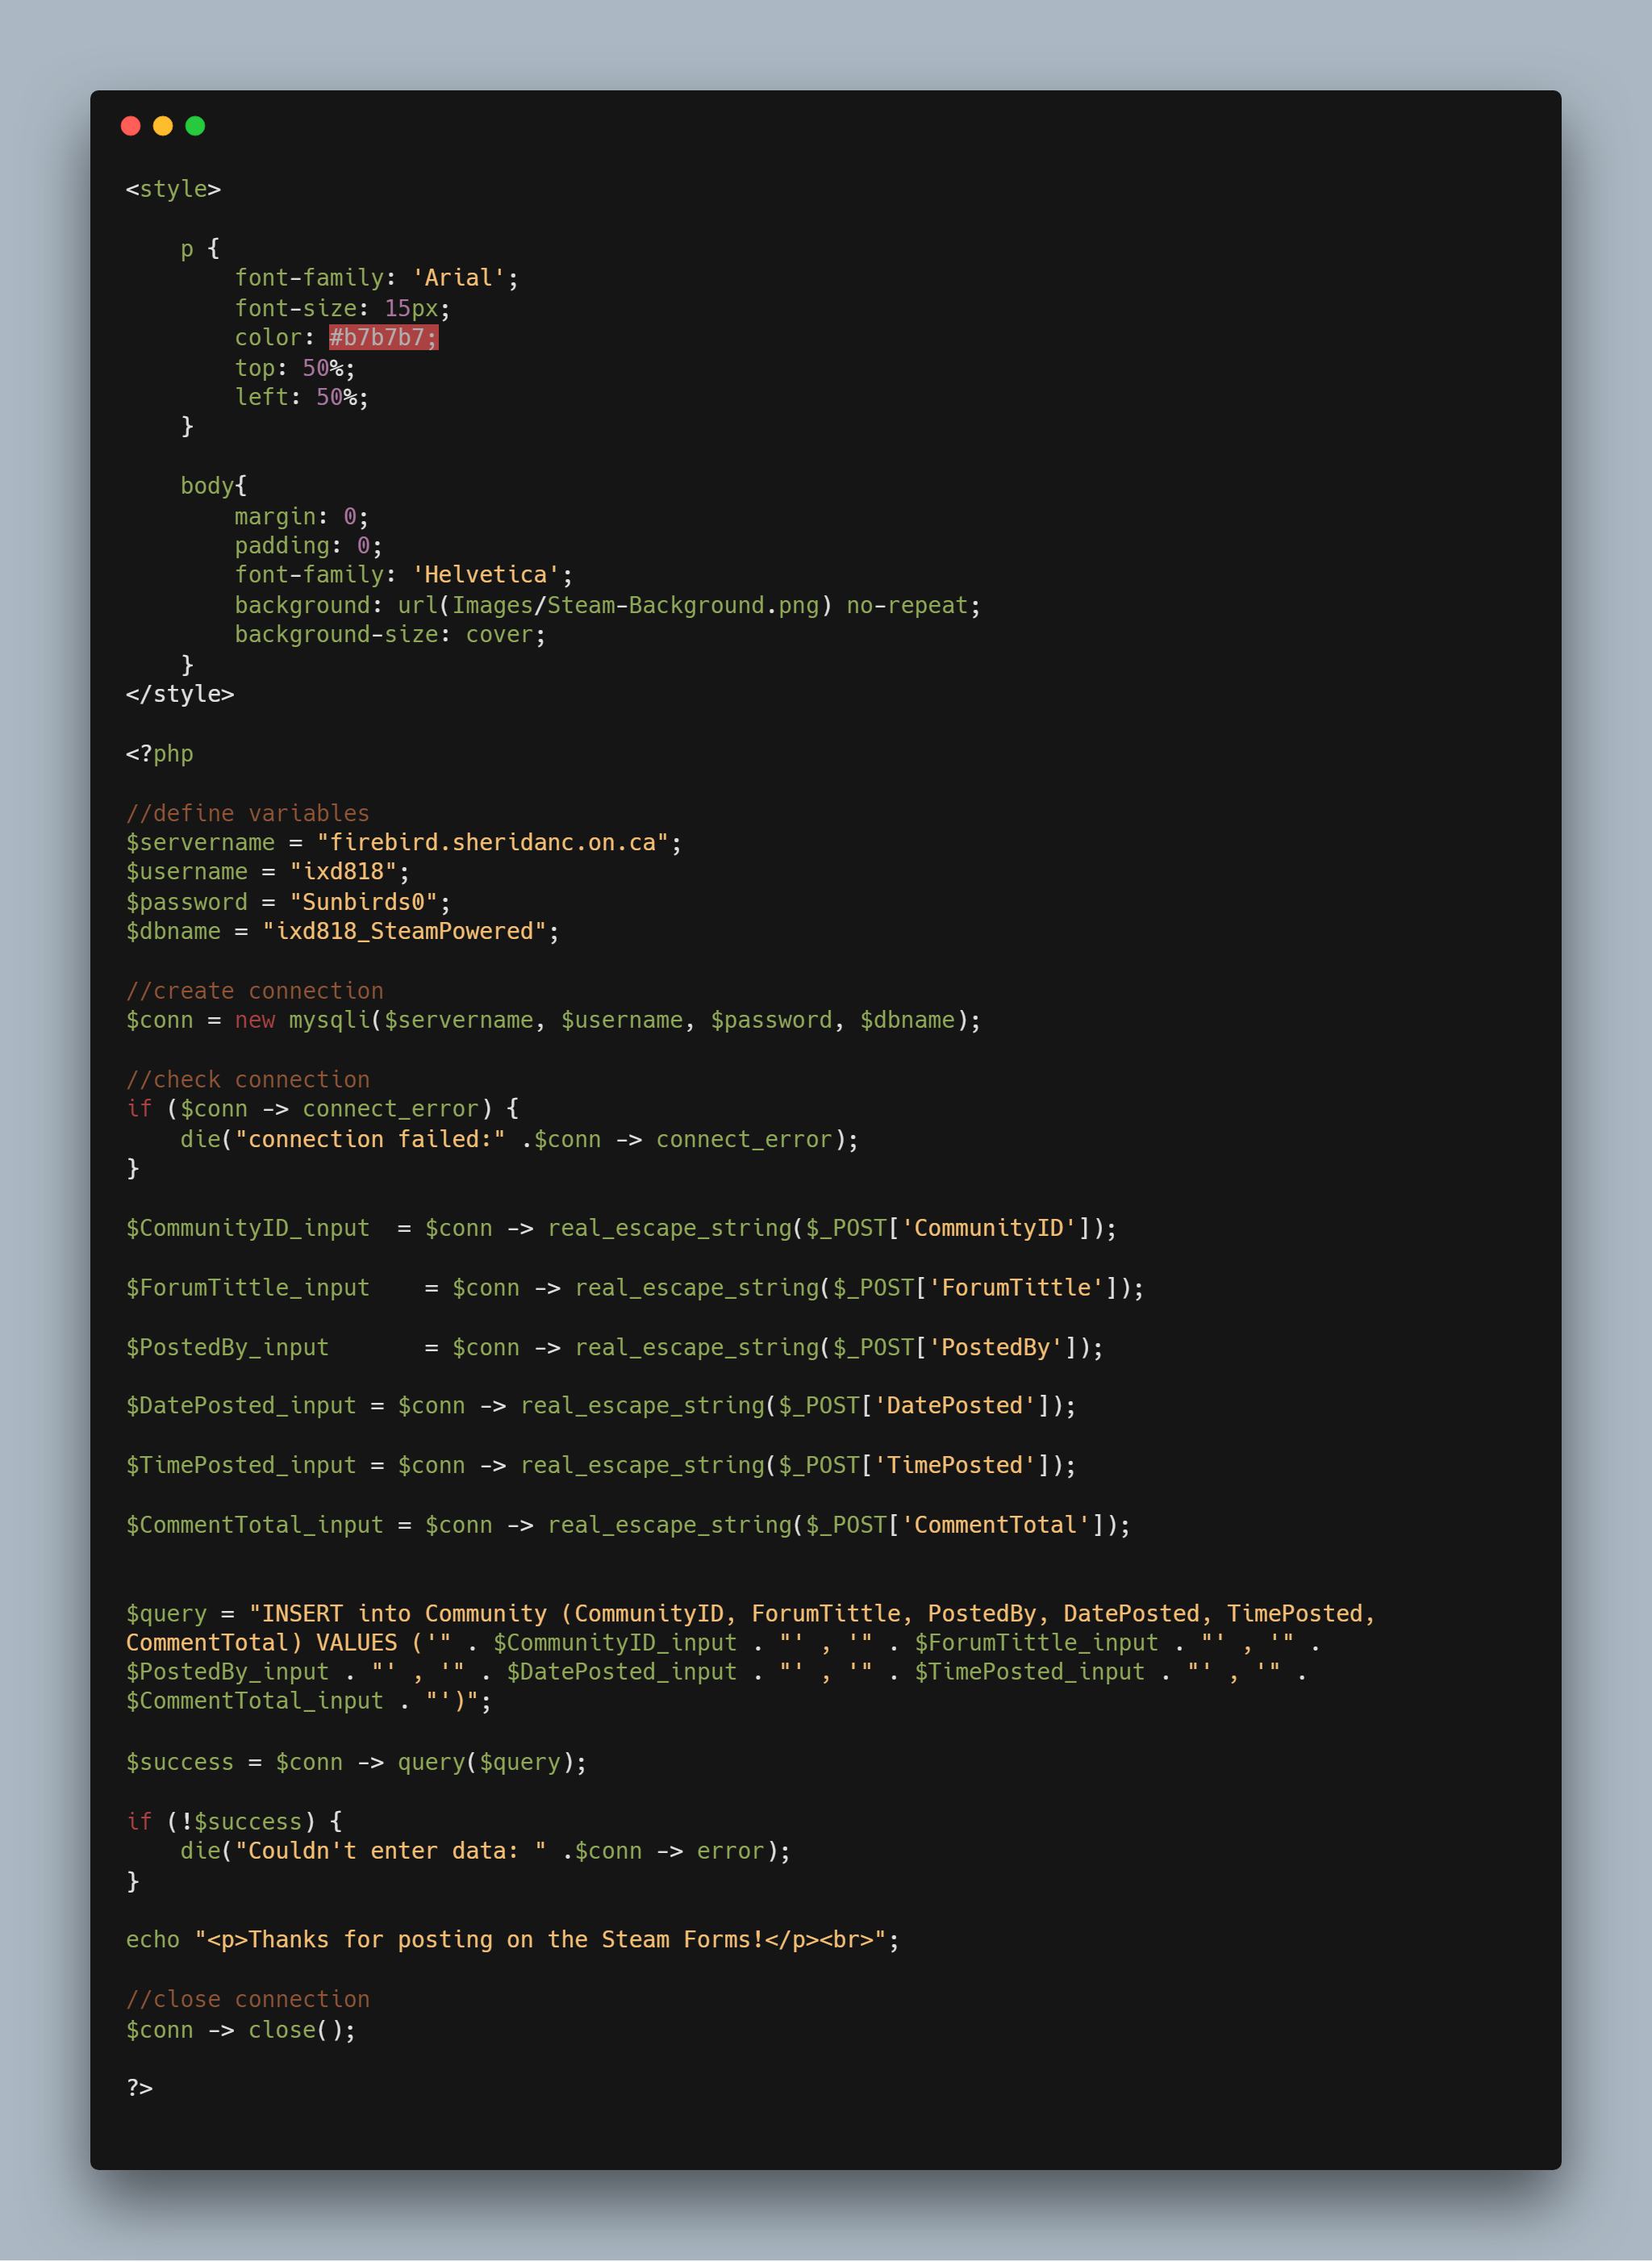 <style>

    p {
        font-family: 'Arial';
        font-size: 15px;
        color: #b7b7b7;
        top: 50%;
        left: 50%;
    }

    body{
        margin: 0;
        padding: 0;
        font-family: 'Helvetica';
        background: url(Images/Steam-Background.png) no-repeat;
        background-size: cover;
    }
</style>

<?php

//define variables
$servername = "firebird.sheridanc.on.ca";
$username = "ixd818";
$password = "Sunbirds0";
$dbname = "ixd818_SteamPowered";

//create connection
$conn = new mysqli($servername, $username, $password, $dbname);

//check connection
if ($conn -> connect_error) {
    die("connection failed:" .$conn -> connect_error);
}

$CommunityID_input  = $conn -> real_escape_string($_POST['CommunityID']);

$ForumTittle_input    = $conn -> real_escape_string($_POST['ForumTittle']);

$PostedBy_input       = $conn -> real_escape_string($_POST['PostedBy']);

$DatePosted_input = $conn -> real_escape_string($_POST['DatePosted']);

$TimePosted_input = $conn -> real_escape_string($_POST['TimePosted']);

$CommentTotal_input = $conn -> real_escape_string($_POST['CommentTotal']);


$query = "INSERT into Community (CommunityID, ForumTittle, PostedBy, DatePosted, TimePosted,
CommentTotal) VALUES ('" . $CommunityID_input . "' , '" . $ForumTittle_input . "' , '" .
$PostedBy_input . "' , '" . $DatePosted_input . "' , '" . $TimePosted_input . "' , '" .
$CommentTotal_input . "')";

$success = $conn -> query($query);

if (!$success) {
    die("Couldn't enter data: " .$conn -> error);
}

echo "<p>Thanks for posting on the Steam Forms!</p><br>";

//close connection
$conn -> close();

?>